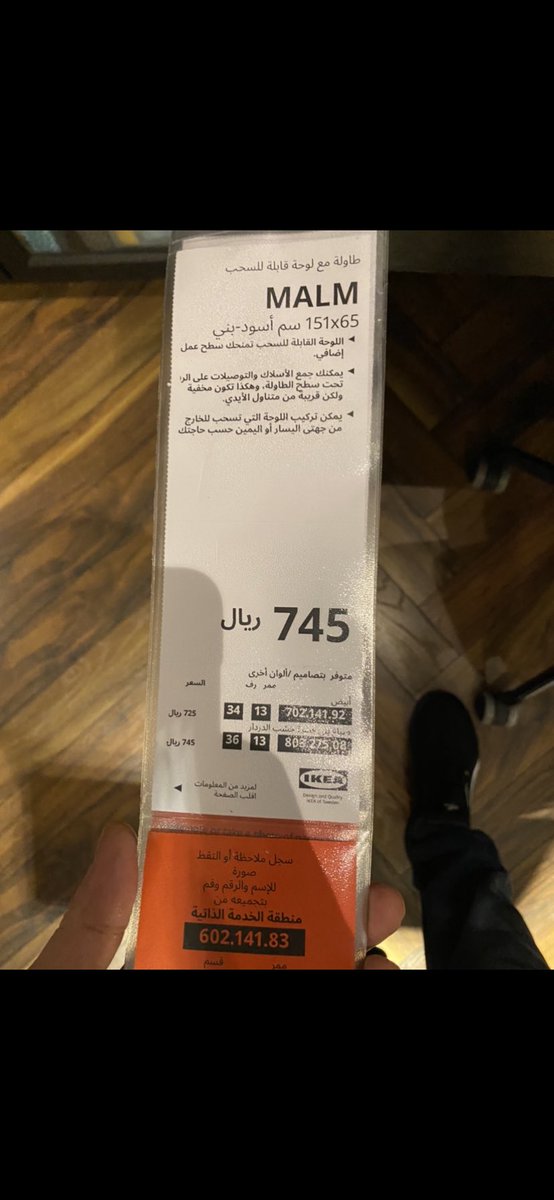 طاولة مع لوحة قابلة للسحب
MALM
151x65 سم أسود-بني
◀ اللوحة القابلة للسحب تمنحك سطح عمل
إضافي.
◀ يمكنك جمع الأسلاك والتوصيلات على الر
تحت سطح الطاولة، وهكذا تكون مخفية
ولكن قريبة من متناول الأيدي.
◀ يمكن تركيب اللوحة التي تسحب للخارج
من جهتى اليسار أو اليمين حسب حاجتك
745 ريال
متوفر بتصاميم /ألوان أخرى
ممر رف السعر
أبيض
702.141.92 13 34 725 ريال
خشب الدردار
803.275.08 13 36 745 ريال
IKEA
Design and Quality
IKEA of Sweden
لمزيد من المعلومات
اقلب الصفحة ◀
سجل ملاحظة أو التقط
صورة
للإسم والرقم وقم
بتجميعه من
منطقة الخدمة الذاتية
602.141.83
ممر قسم